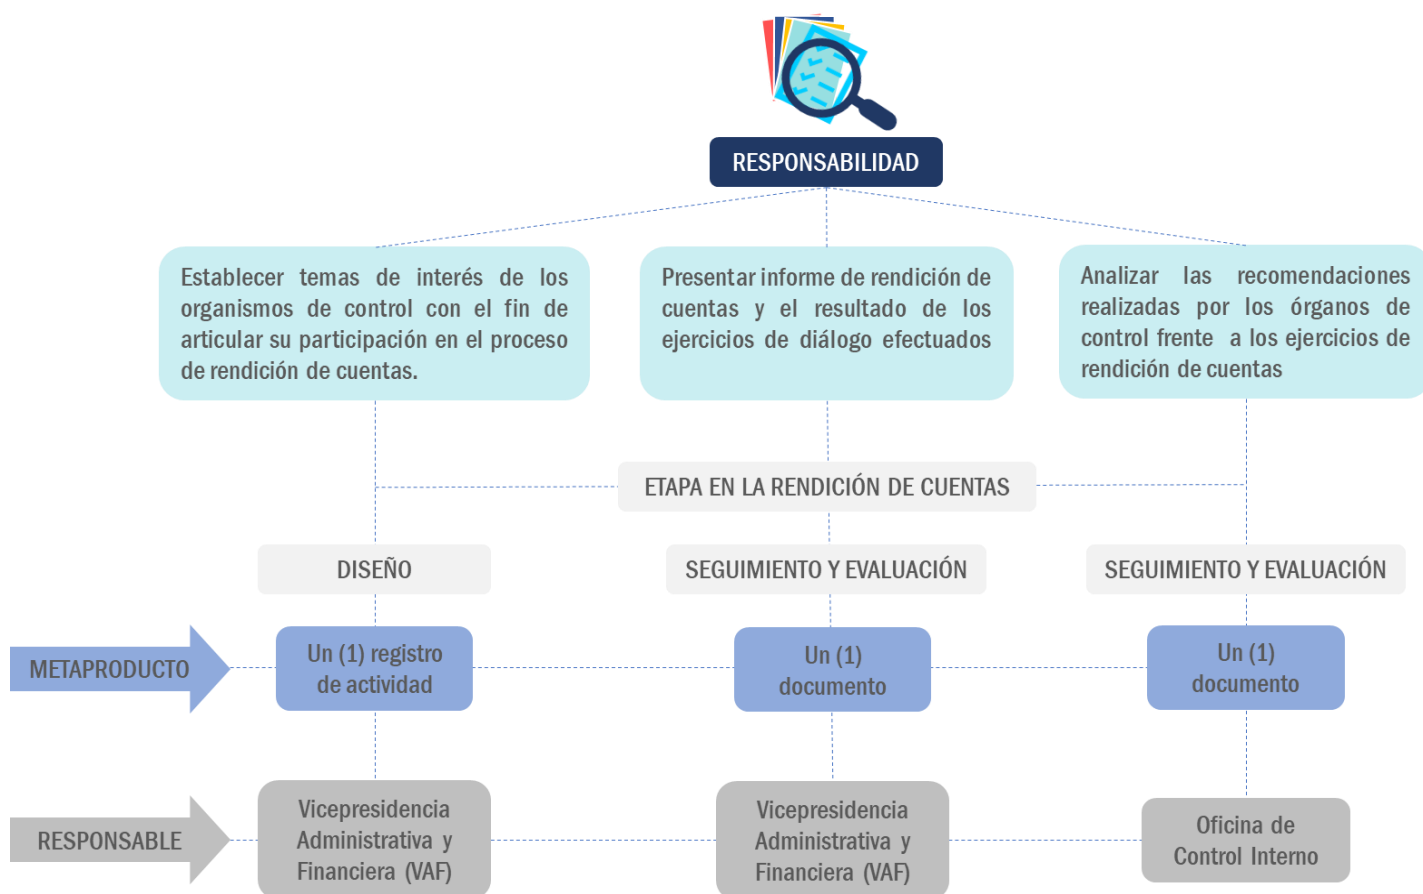 RESPONSABILIDAD
Establecer temas de interés de los
organismos de control con el fin de
articular su participación en el proceso
de rendición de cuentas.
Presentar informe de rendición de
cuentas y el resultado de los
ejercicios de diálogo efectuados
Analizar las recomendaciones
realizadas por los órganos de
control frente a los ejercicios de
rendición de cuentas
ETAPA EN LA RENDICIÓN DE CUENTAS
DISEÑO
SEGUIMIENTO Y EVALUACIÓN
SEGUIMIENTO Y EVALUACIÓN
METAPRODUCTO
Un (1) registro
de actividad
Un (1)
documento
Un (1)
documento
RESPONSABLE
Vicepresidencia
Administrativa y
Financiera (VAF)
Vicepresidencia
Administrativa y
Financiera (VAF)
Oficina de
Control Interno